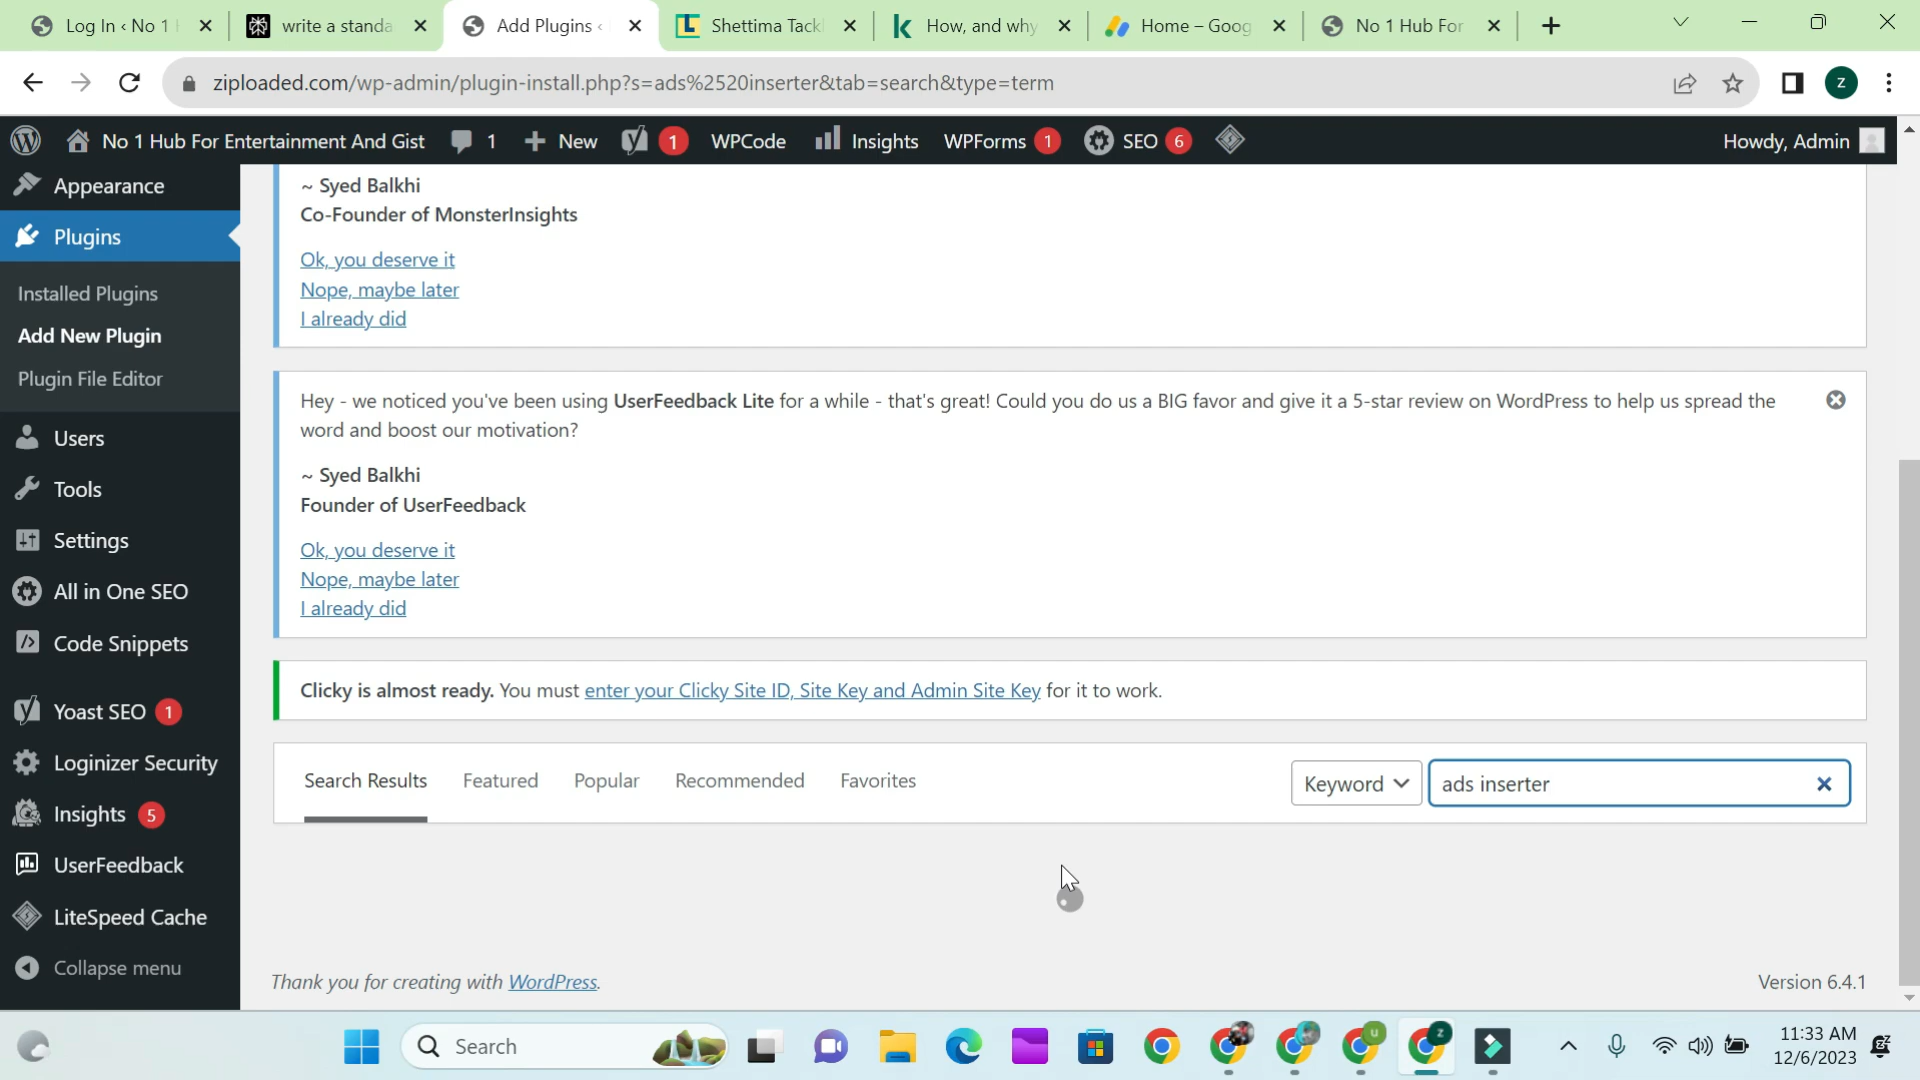 Log In < No 1
write a standa
Add Plugins <
Shettima Tack
How, and why
Home – Goog
No 1 Hub For
ziploaded.com/wp-admin/plugin-install.php?s=ads%2520inserter&tab=search&type=term
z
No 1 Hub For Entertainment And Gist
1
New
1
WPCode
Insights
WPForms 1
SEO 6
Howdy, Admin
Appearance
Plugins
Installed Plugins
Add New Plugin
Plugin File Editor
Users
Tools
Settings
All in One SEO
Code Snippets
Yoast SEO 1
Loginizer Security
Insights 5
UserFeedback
LiteSpeed Cache
Collapse menu
~ Syed Balkhi
Co-Founder of MonsterInsights
Ok, you deserve it
Nope, maybe later
I already did
Hey - we noticed you've been using UserFeedback Lite for a while - that's great! Could you do us a BIG favor and give it a 5-star review on WordPress to help us spread the
word and boost our motivation?
~ Syed Balkhi
Founder of UserFeedback
Ok, you deserve it
Nope, maybe later
I already did
Clicky is almost ready. You must enter your Clicky Site ID, Site Key and Admin Site Key for it to work.
Search Results
Featured
Popular
Recommended
Favorites
Keyword
ads inserter
Thank you for creating with WordPress.
Version 6.4.1
Search
u
z
11:33 AM
12/6/2023